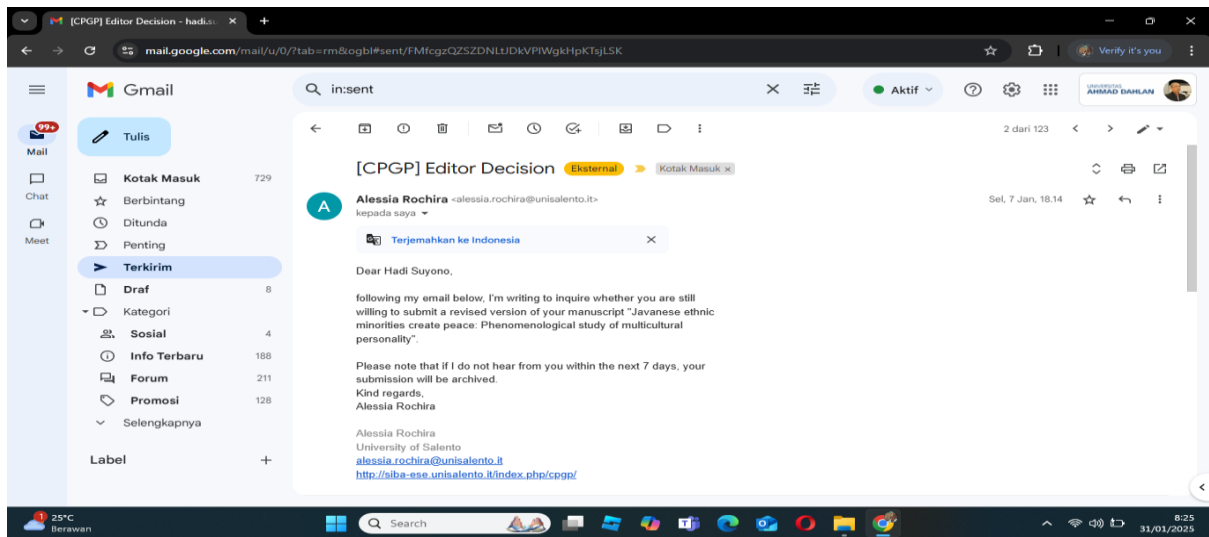 [CPGP] Editor Decision - hadi.su
mail.google.com/mail/u/0/?tab=rm&ogbl#sent/FMfcgzQZSZDNLtJDkVPlWgkHpKTsjLSK
Verify it's you
Gmail
in:sent
Aktif
UNIVERSITAS
AHMAD DAHLAN
99+
Mail
Chat
Meet
Tulis
Kotak Masuk 729
Berbintang
Ditunda
Penting
Terkirim
Draf 8
Kategori
Sosial 4
Info Terbaru 188
Forum 211
Promosi 128
Selengkapnya
Label
2 dari 123
[CPGP] Editor Decision Eksternal Kotak Masuk x
A
Alessia Rochira <alessia.rochira@unisalento.it> Sel, 7 Jan, 18.14
kepada saya
Terjemahkan ke Indonesia
Dear Hadi Suyono,
following my email below, I'm writing to inquire whether you are still
willing to submit a revised version of your manuscript "Javanese ethnic
minorities create peace: Phenomenological study of multicultural
personality".
Please note that if I do not hear from you within the next 7 days, your
submission will be archived.
Kind regards,
Alessia Rochira
Alessia Rochira
University of Salento
alessia.rochira@unisalento.it
http://siba-ese.unisalento.it/index.php/cpgp/
1
25°C
Berawan
Search
8:25
31/01/2025